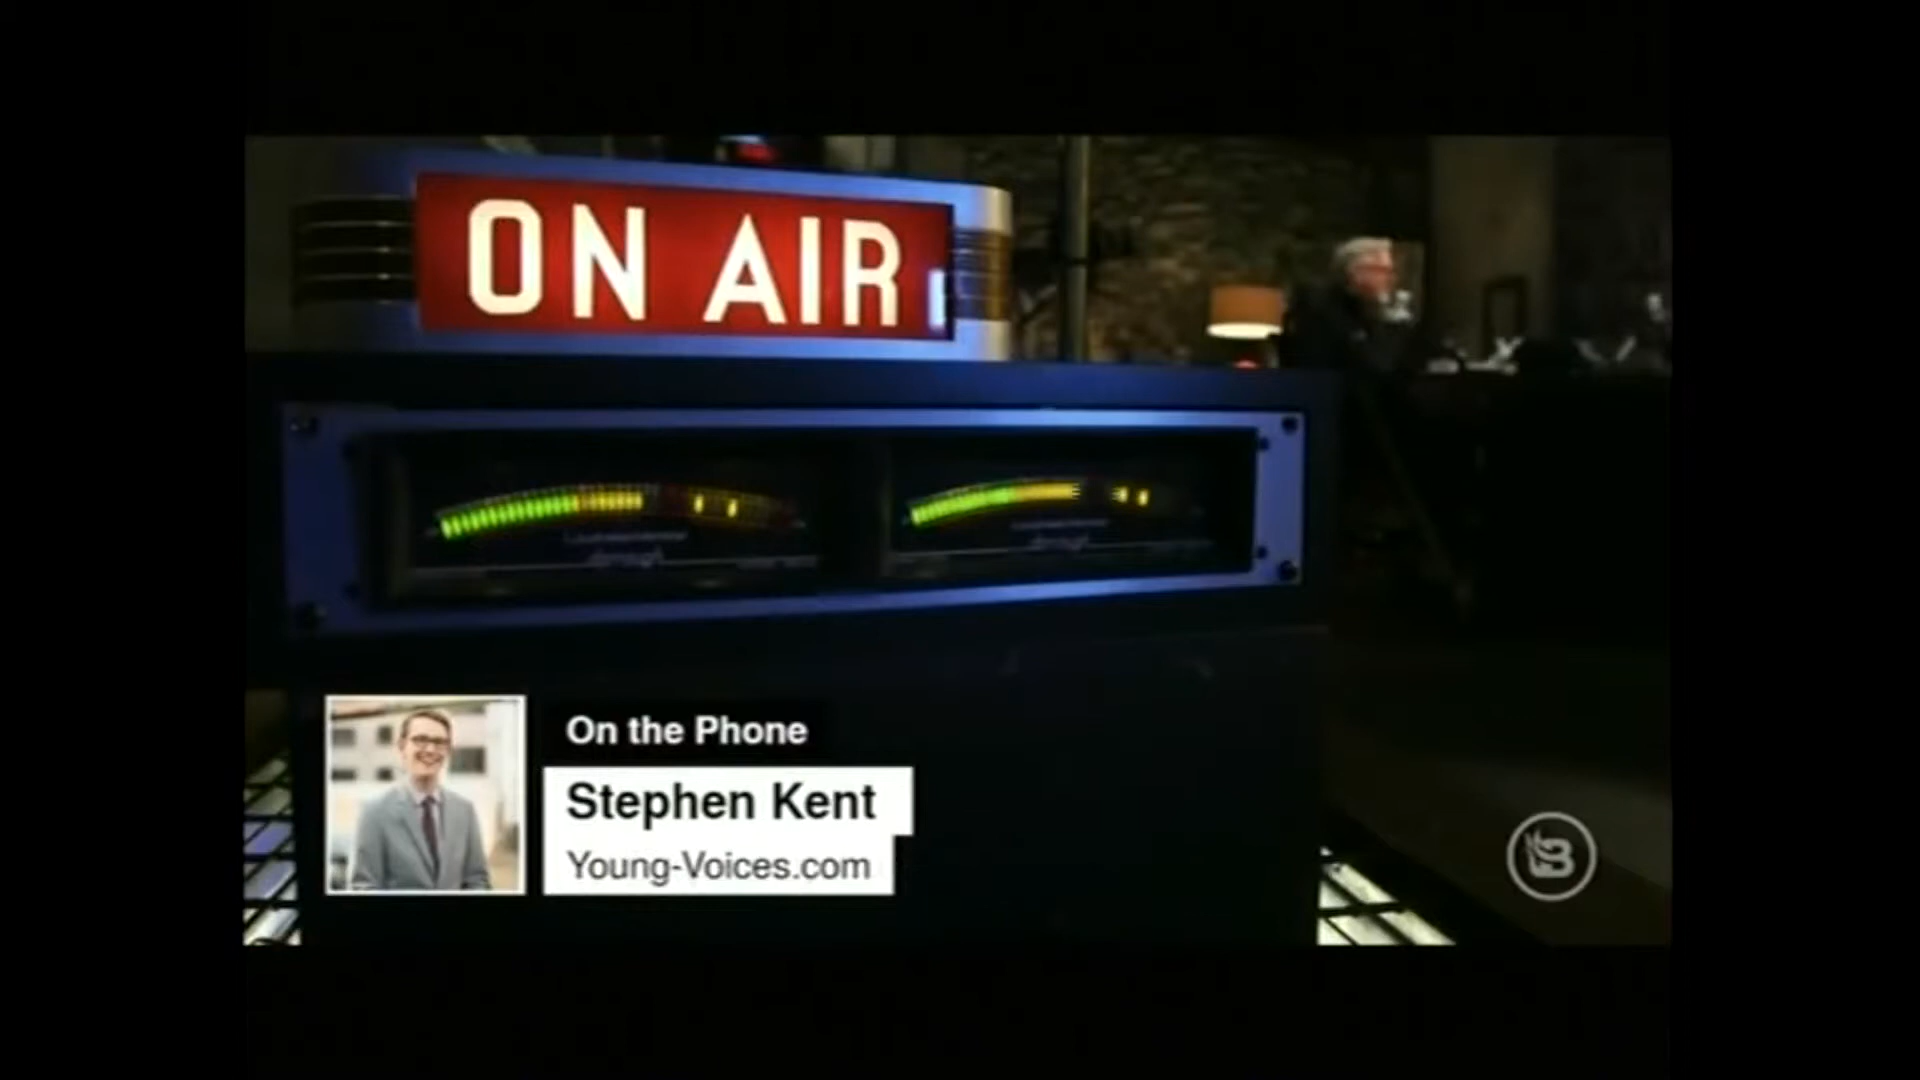 ON AIR
On the Phone
Stephen Kent
Young-Voices.com
B